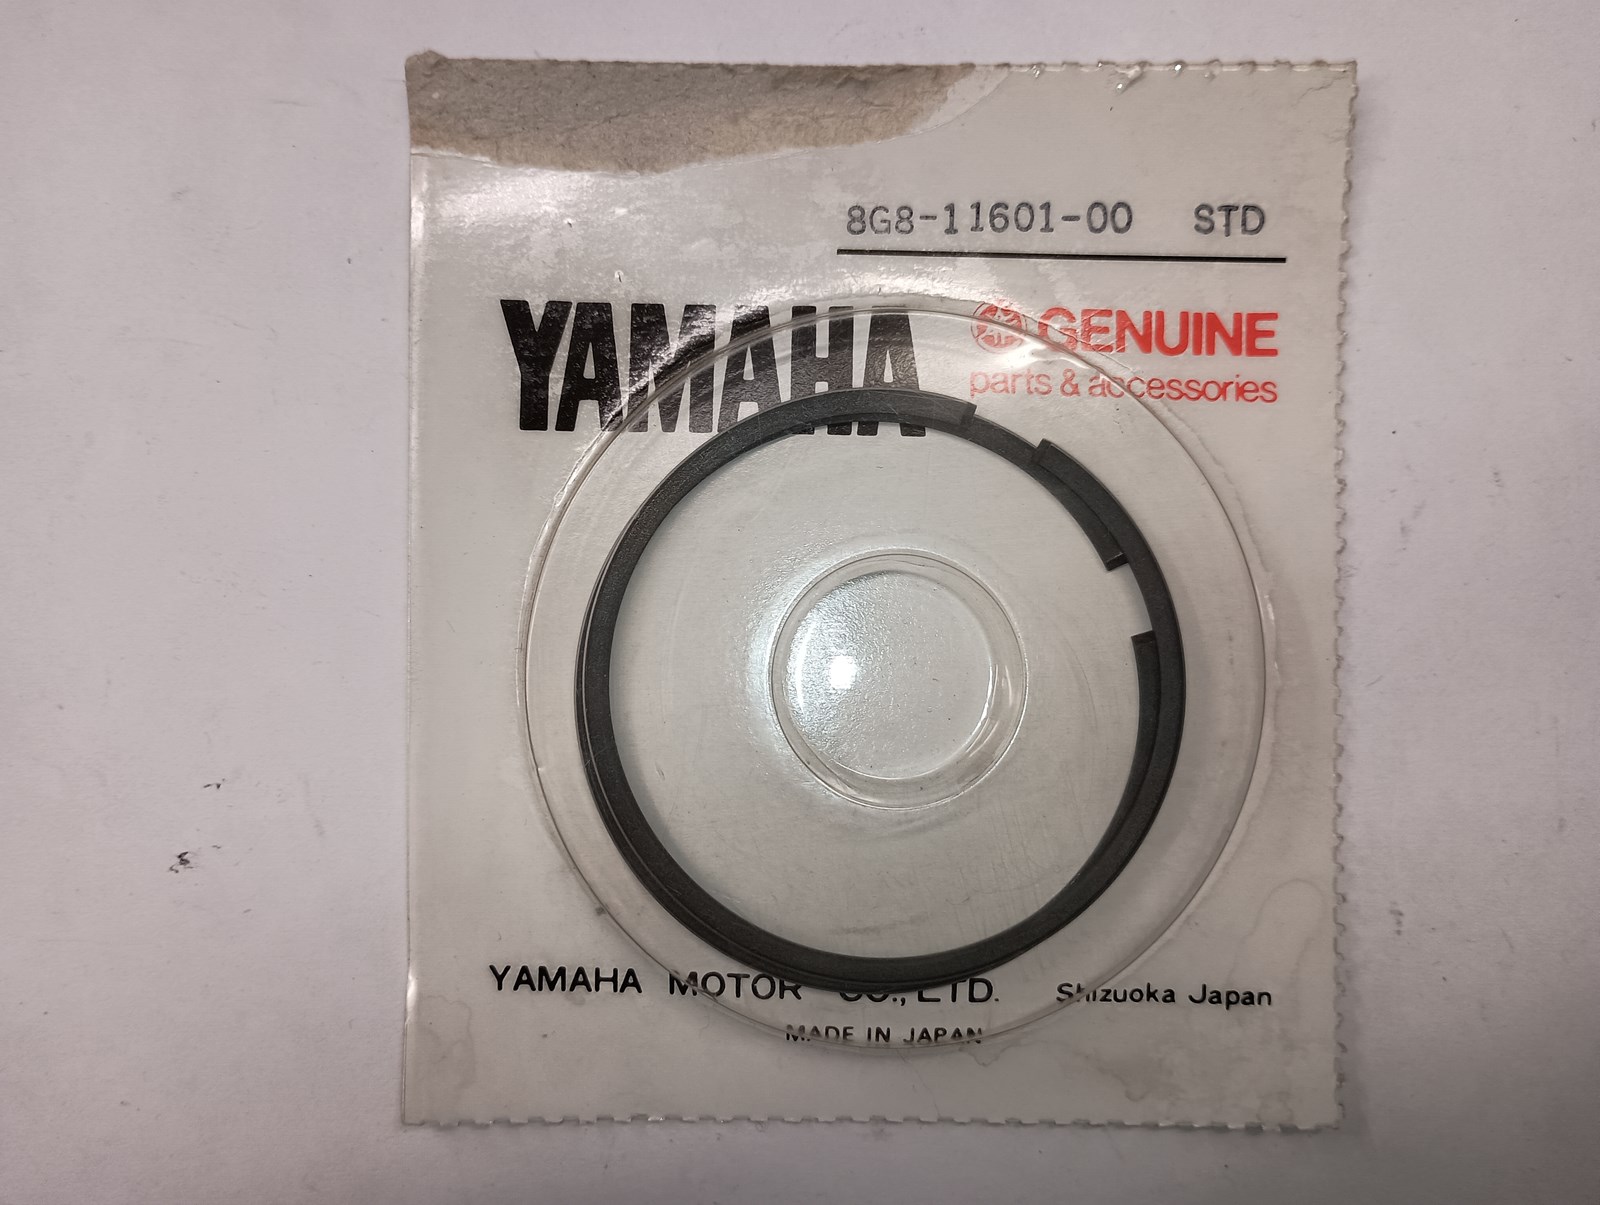 8G8-11601-00 STD
YAMAHA GENUINE
parts & accessories
YAMAHA MOTOR CO., LTD. Shizuoka Japan
MADE IN JAPAN